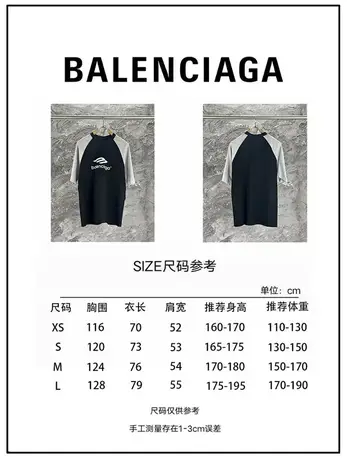 BALENCIAGA
Balenciaga
SIZE尺码参考
单位：cm
尺码 胸围 衣长 肩宽 推荐身高 推荐体重
XS 116 70 52 160-170 110-130
S 120 73 53 165-175 130-150
M 124 76 54 170-180 150-170
L 128 79 55 175-195 170-190
尺码仅供参考
手工测量存在1-3cm误差